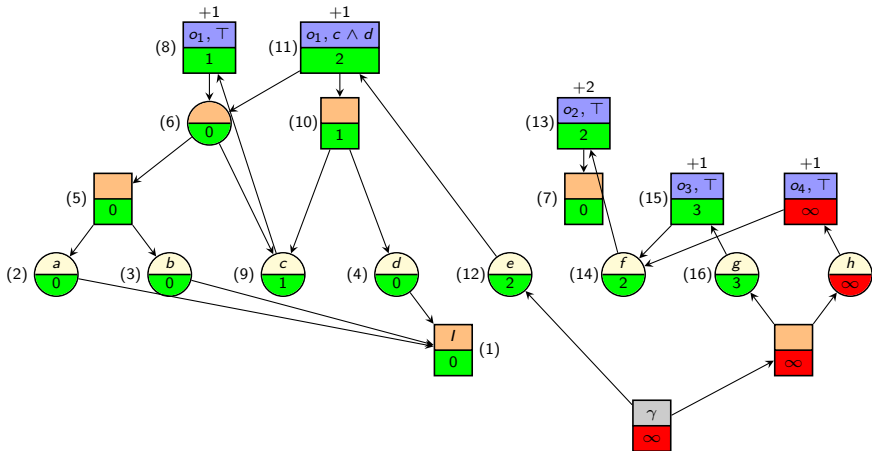 +1 +1
(8) o₁, ⊤ (11) o₁, c ∧ d
1 2
+2
(6) 0 (10) 1 (13) o₂, ⊤
2
+1 +1
(5) 0 (7) 0 (15) o₃, ⊤ o₄, ⊤
3 ∞
(2) a (3) b (9) c (4) d (12) e (14) f (16) g h
0 0 1 0 2 2 3 ∞
I (1)
0 ∞
γ
∞